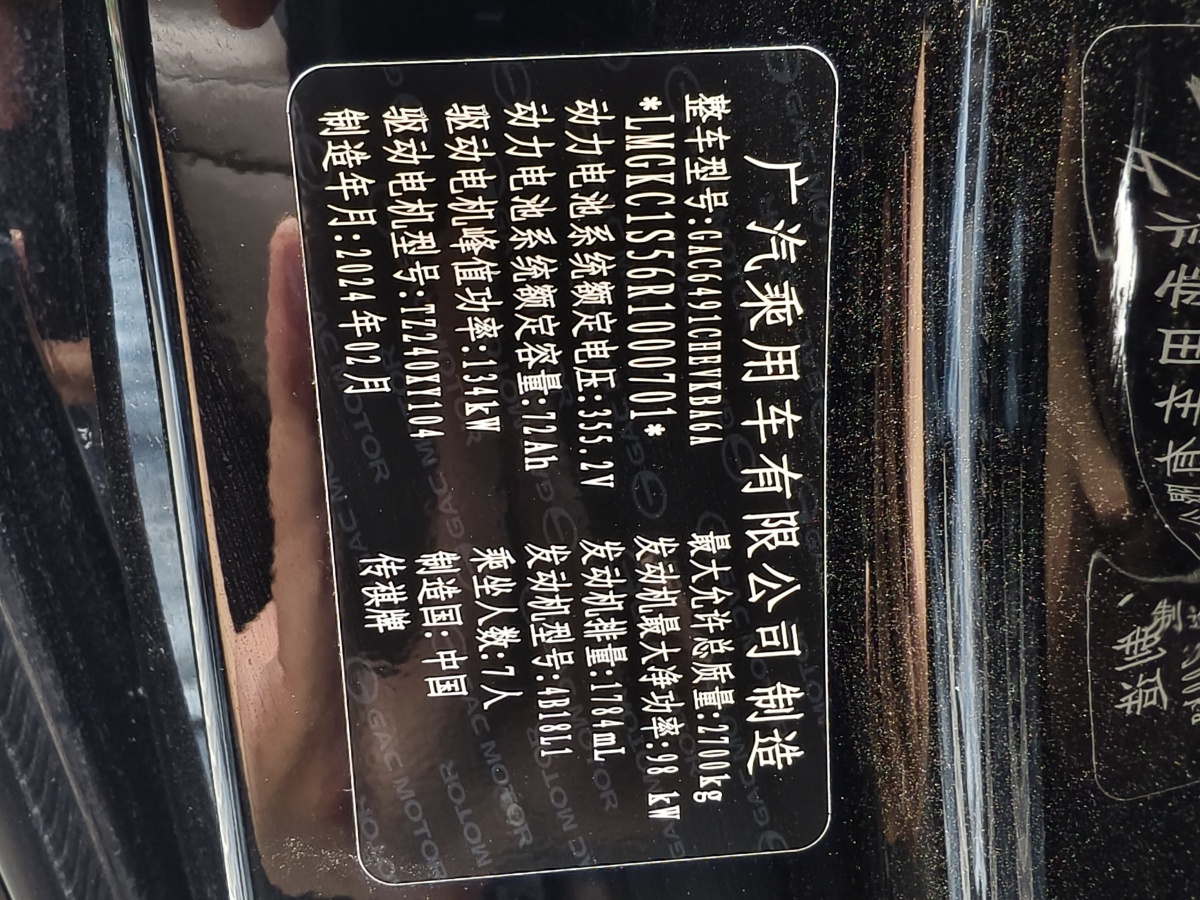 广汽乘用车有限公司 制造
整车型号:GAC6491CHEVKBA6A 最大允许总质量:2700kg
*LMGKC1S56R1000701* 发动机最大净功率:98 kW
动力电池系统额定电压:355.2V 发动机排量:1784mL
动力电池系统额定容量:72Ah 发动机型号:4B18L1
驱动电机峰值功率:134kW 乘坐人数:7人
驱动电机型号:TZ240XY104 制造国:中国
制造年月:2024年02月 传祺牌
GAC MOTOR